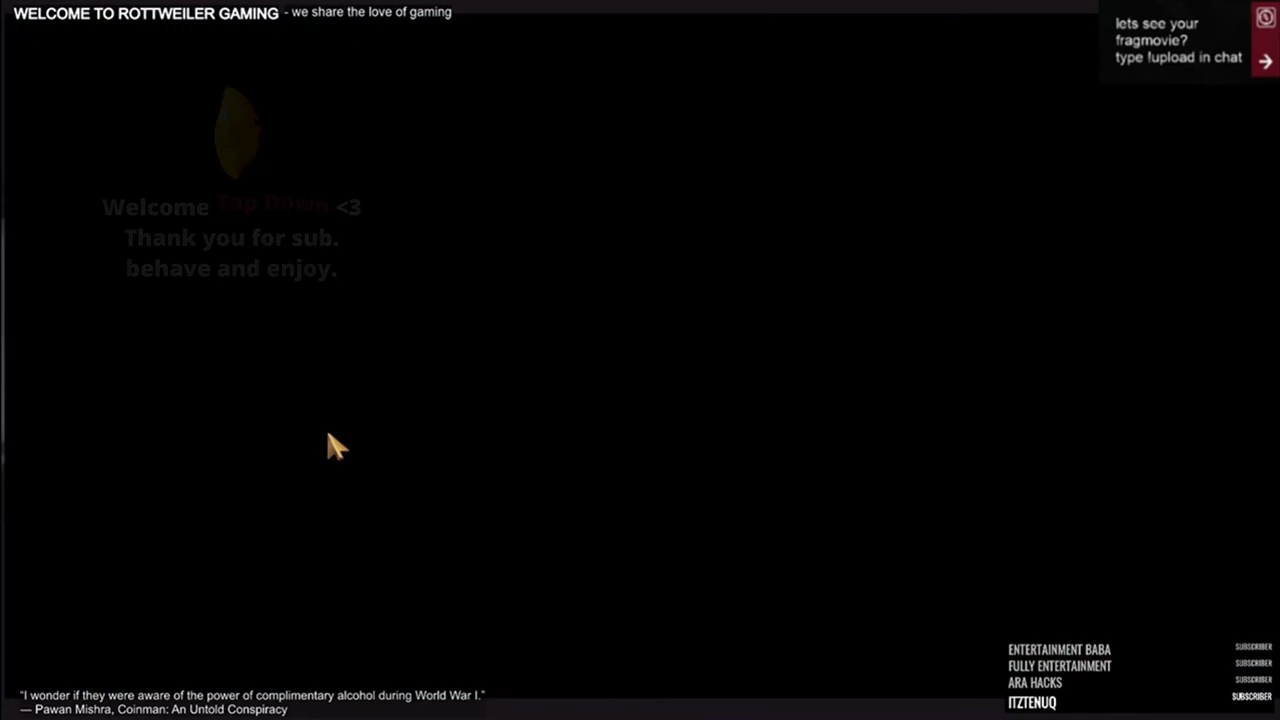 WELCOME TO ROTTWEILER GAMING - we share the love of gaming
lets see your
fragmovie?
type !upload in chat
Welcome Tap Down <3
Thank you for sub.
behave and enjoy.
ENTERTAINMENT BABA SUBSCRIBER
FULLY ENTERTAINMENT SUBSCRIBER
ARA HACKS SUBSCRIBER
ITZTENUQ SUBSCRIBER
"I wonder if they were aware of the power of complimentary alcohol during World War I."
— Pawan Mishra, Coinman: An Untold Conspiracy